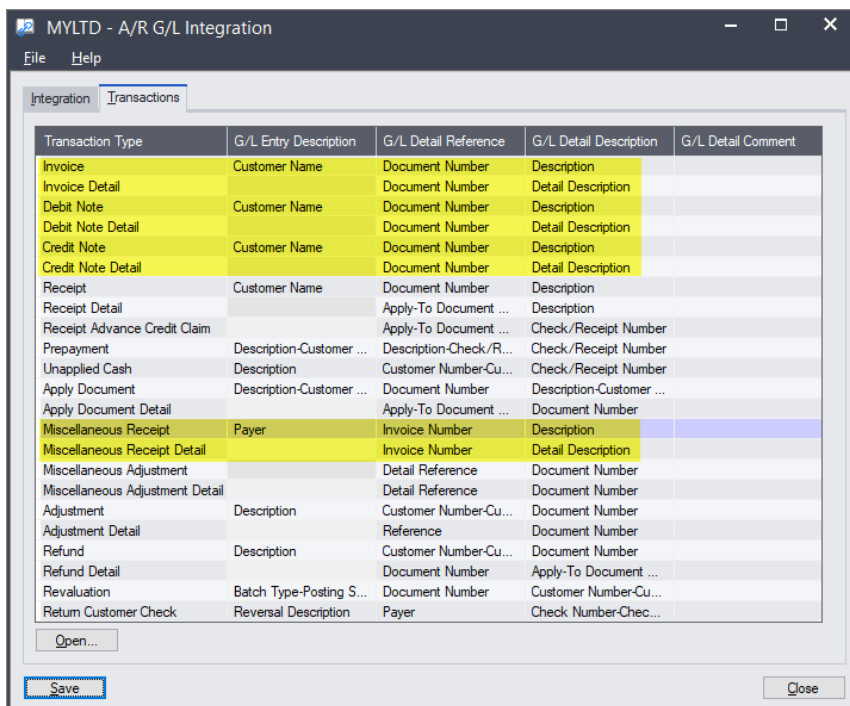 MYLTD - A/R G/L Integration
File Help
Integration Transactions
Transaction Type G/L Entry Description G/L Detail Reference G/L Detail Description G/L Detail Comment
Invoice Customer Name Document Number Description
Invoice Detail Document Number Detail Description
Debit Note Customer Name Document Number Description
Debit Note Detail Document Number Detail Description
Credit Note Customer Name Document Number Description
Credit Note Detail Document Number Detail Description
Receipt Customer Name Document Number Description
Receipt Detail Apply-To Document ... Description
Receipt Advance Credit Claim Apply-To Document ... Check/Receipt Number
Prepayment Description-Customer ... Description-Check/R... Check/Receipt Number
Unapplied Cash Description Customer Number-Cu... Check/Receipt Number
Apply Document Description-Customer ... Document Number Description-Customer ...
Apply Document Detail Apply-To Document ... Document Number
Miscellaneous Receipt Payer Invoice Number Description
Miscellaneous Receipt Detail Invoice Number Detail Description
Miscellaneous Adjustment Detail Reference Document Number
Miscellaneous Adjustment Detail Detail Reference Document Number
Adjustment Description Customer Number-Cu... Document Number
Adjustment Detail Reference Document Number
Refund Description Customer Number-Cu... Document Number
Refund Detail Document Number Apply-To Document ...
Revaluation Batch Type-Posting S... Document Number Customer Number-Cu...
Return Customer Check Reversal Description Payer Check Number-Chec...
Open...
Save Close